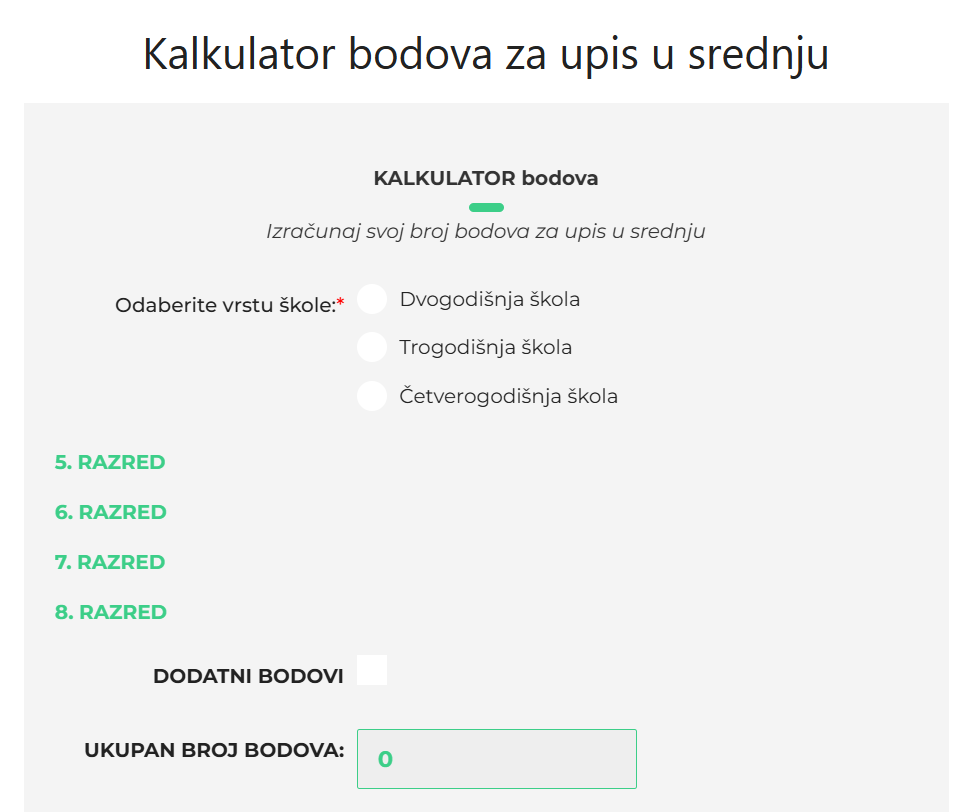 Kalkulator bodova za upis u srednju
KALKULATOR bodova
Izračunaj svoj broj bodova za upis u srednju
Odaberite vrstu škole:*
Dvogodišnja škola
Trogodišnja škola
Četverogodišnja škola
5. RAZRED
6. RAZRED
7. RAZRED
8. RAZRED
DODATNI BODOVI
UKUPAN BROJ BODOVA:
0